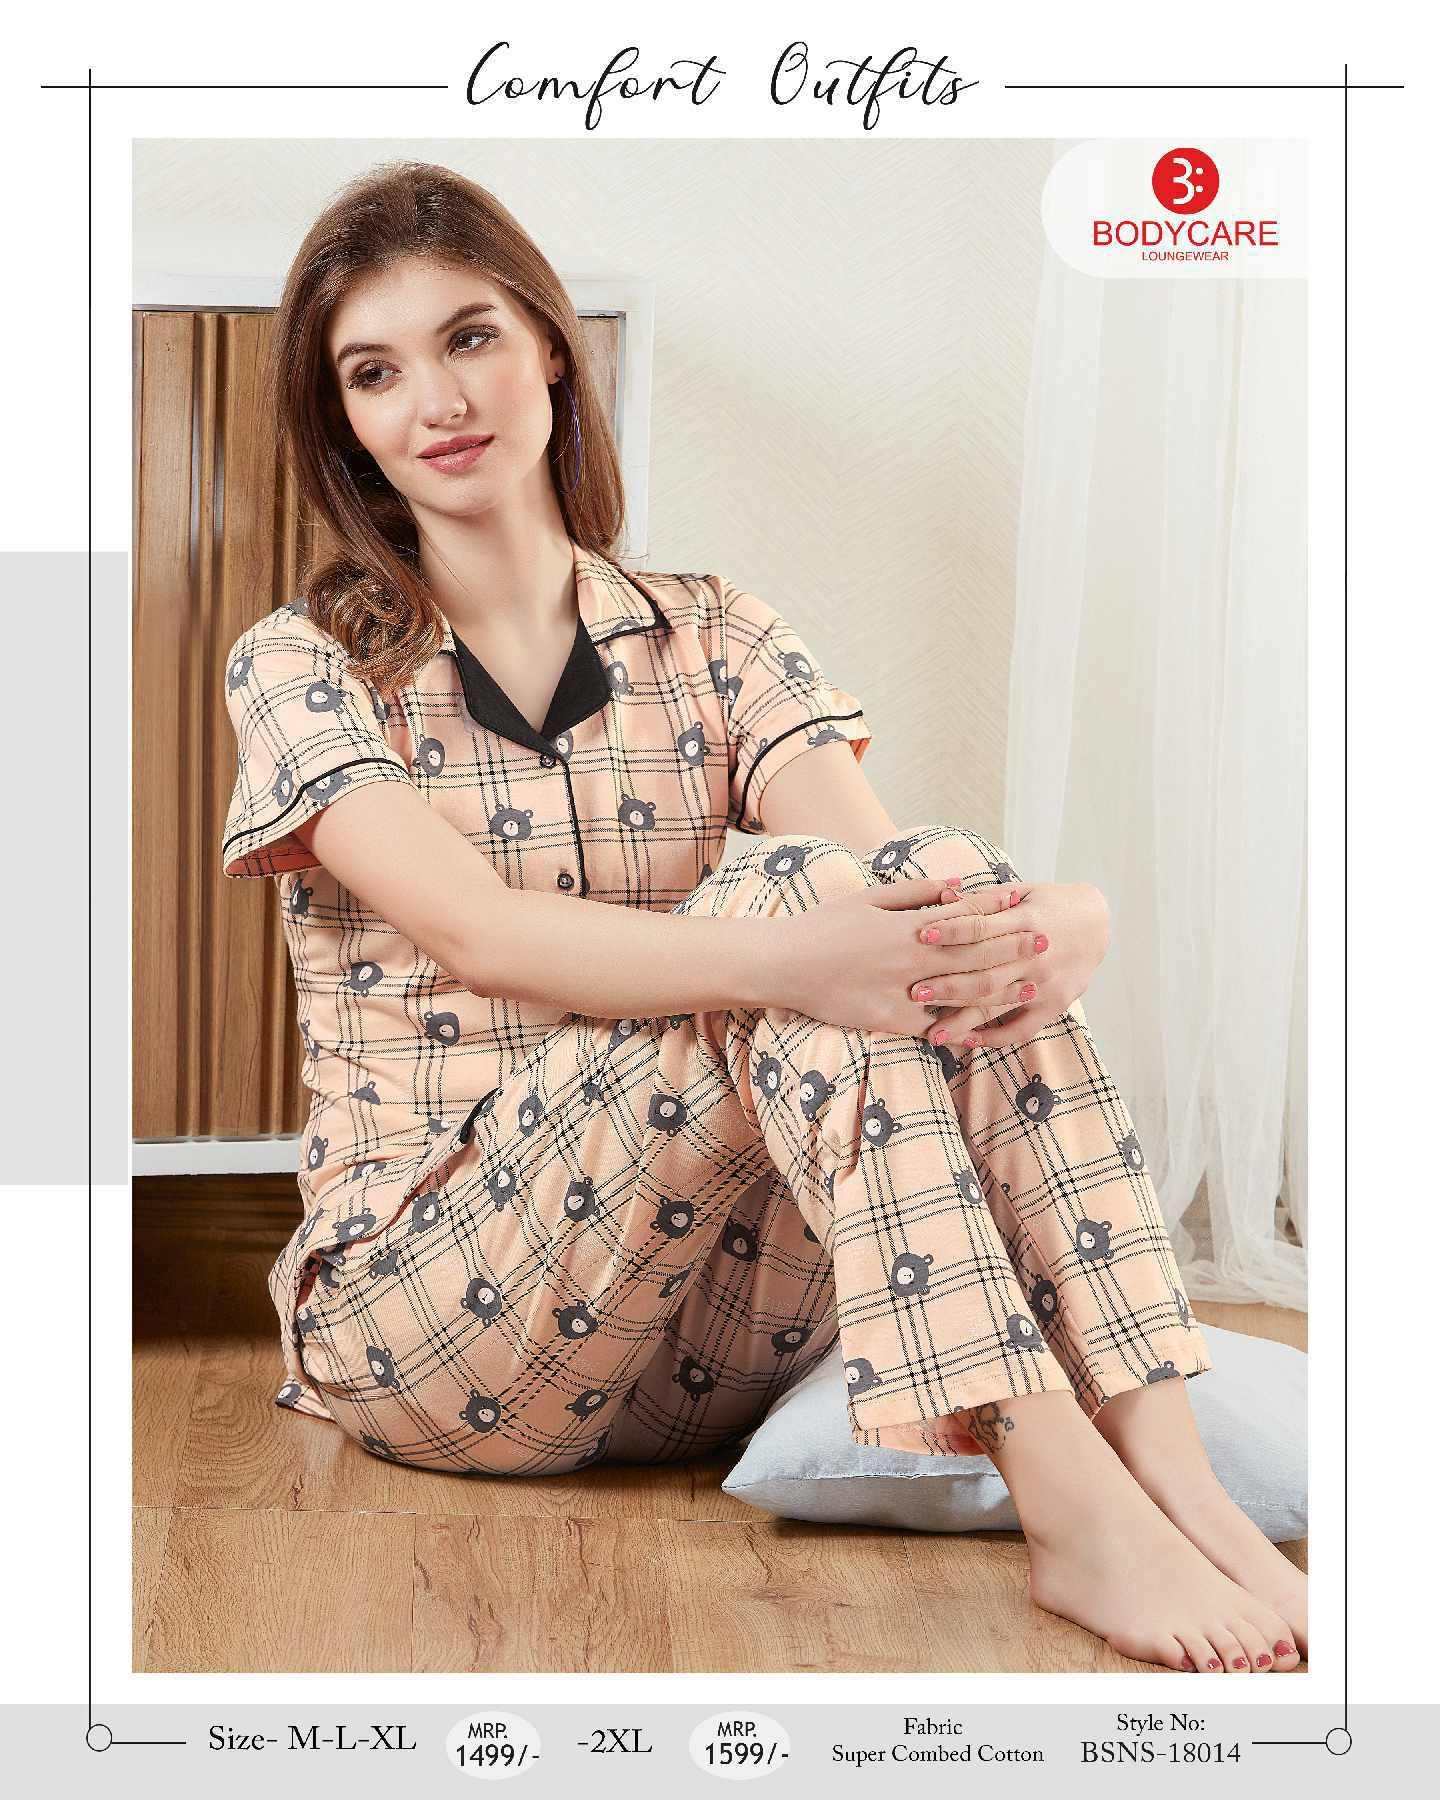 Comfort Outfits
BODYCARE
LOUNGEWEAR
Size- M-L-XL
MRP.
1499/-
-2XL
MRP.
1599/-
Fabric
Super Combed Cotton
Style No:
BSNS-18014